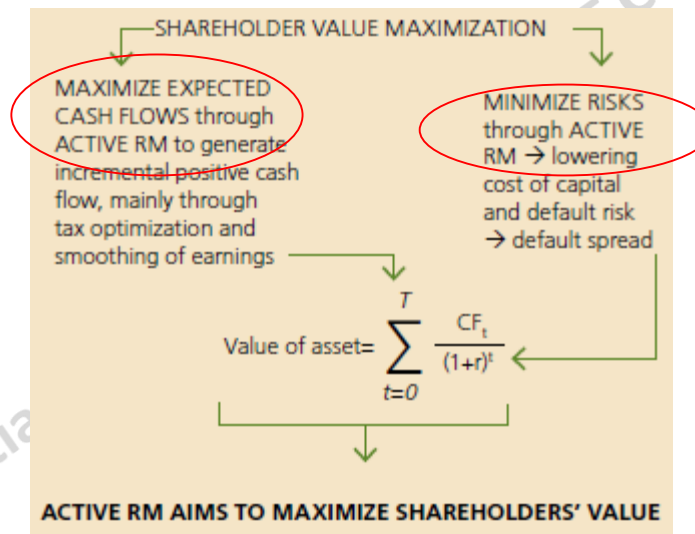 SHAREHOLDER VALUE MAXIMIZATION
MAXIMIZE EXPECTED
CASH FLOWS through
ACTIVE RM to generate
incremental positive cash
flow, mainly through
tax optimization and
smoothing of earnings
MINIMIZE RISKS
through ACTIVE
RM → lowering
cost of capital
and default risk
→ default spread
Value of asset= T ∑ t=0 CFt / (1+r)^t
ACTIVE RM AIMS TO MAXIMIZE SHAREHOLDERS’ VALUE